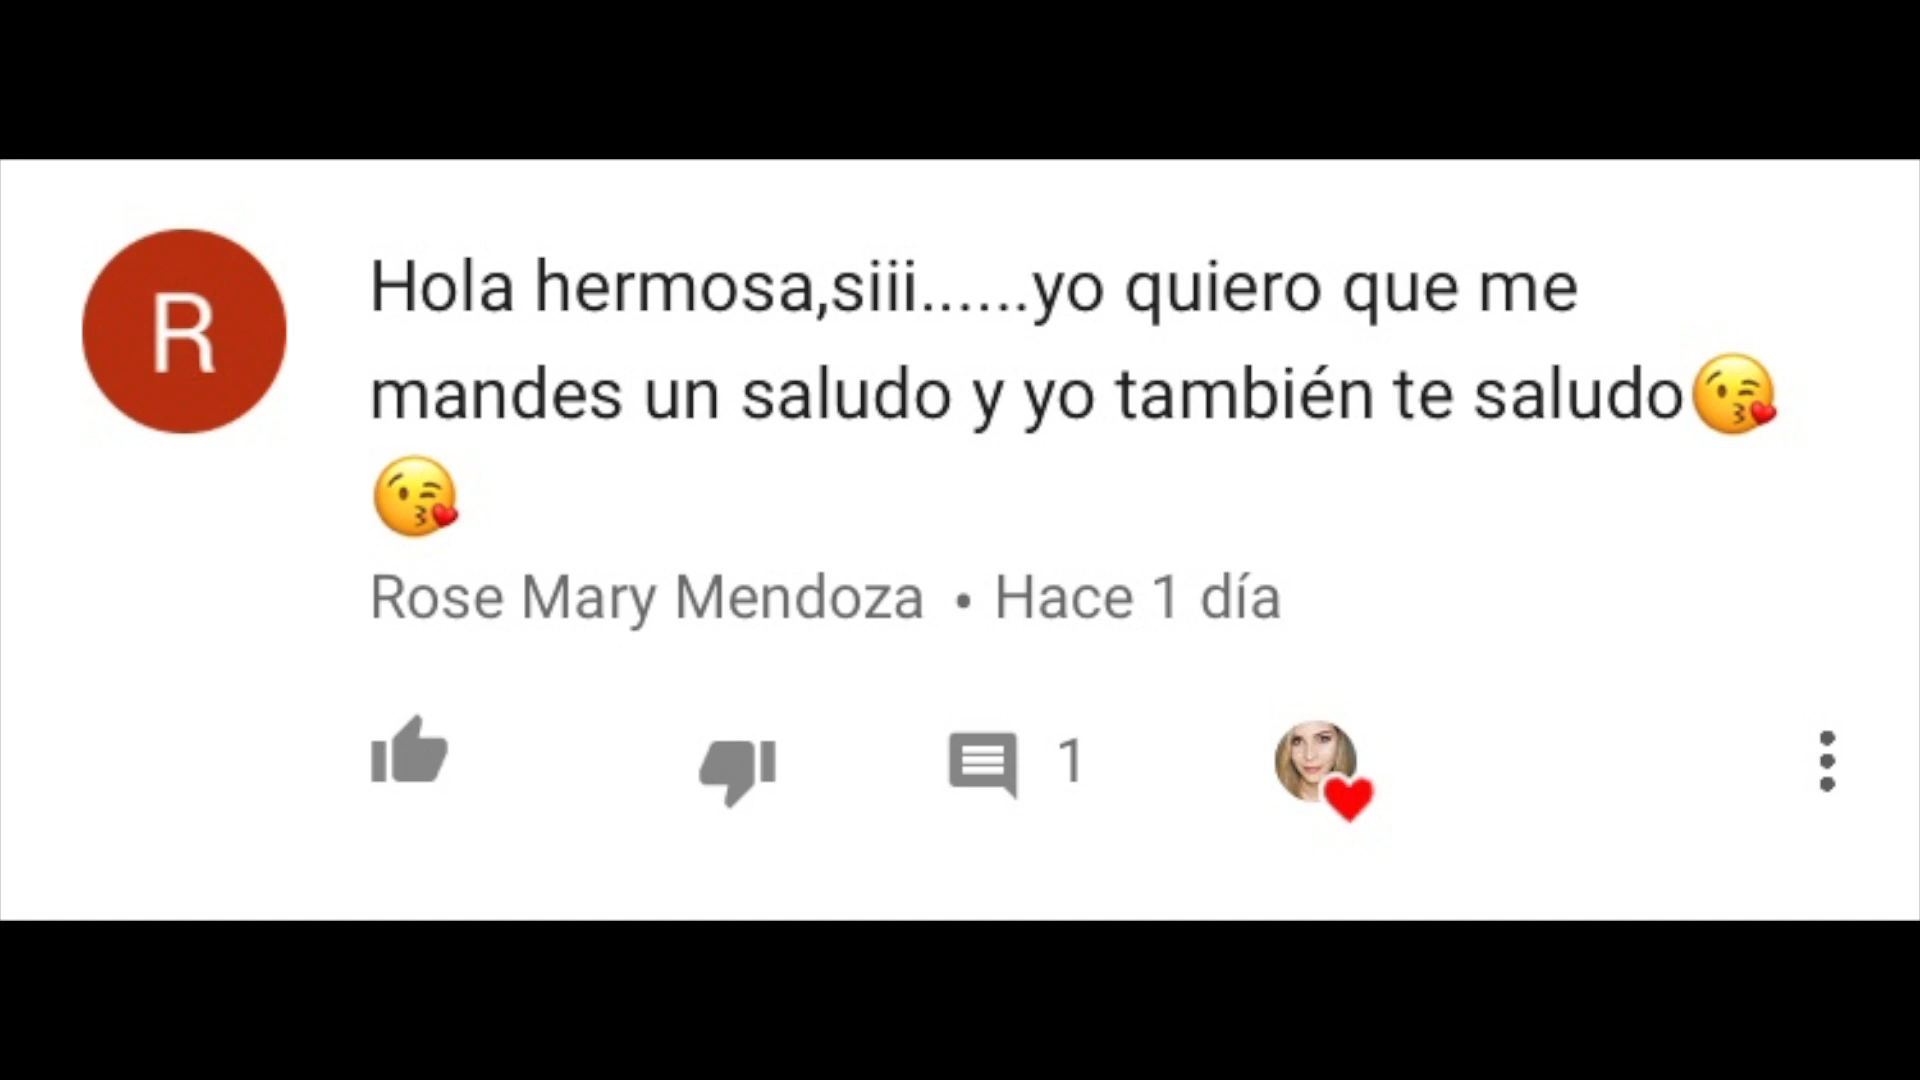 R
Hola hermosa,siii......yo quiero que me
mandes un saludo y yo también te saludo😘
😘
Rose Mary Mendoza • Hace 1 día
1